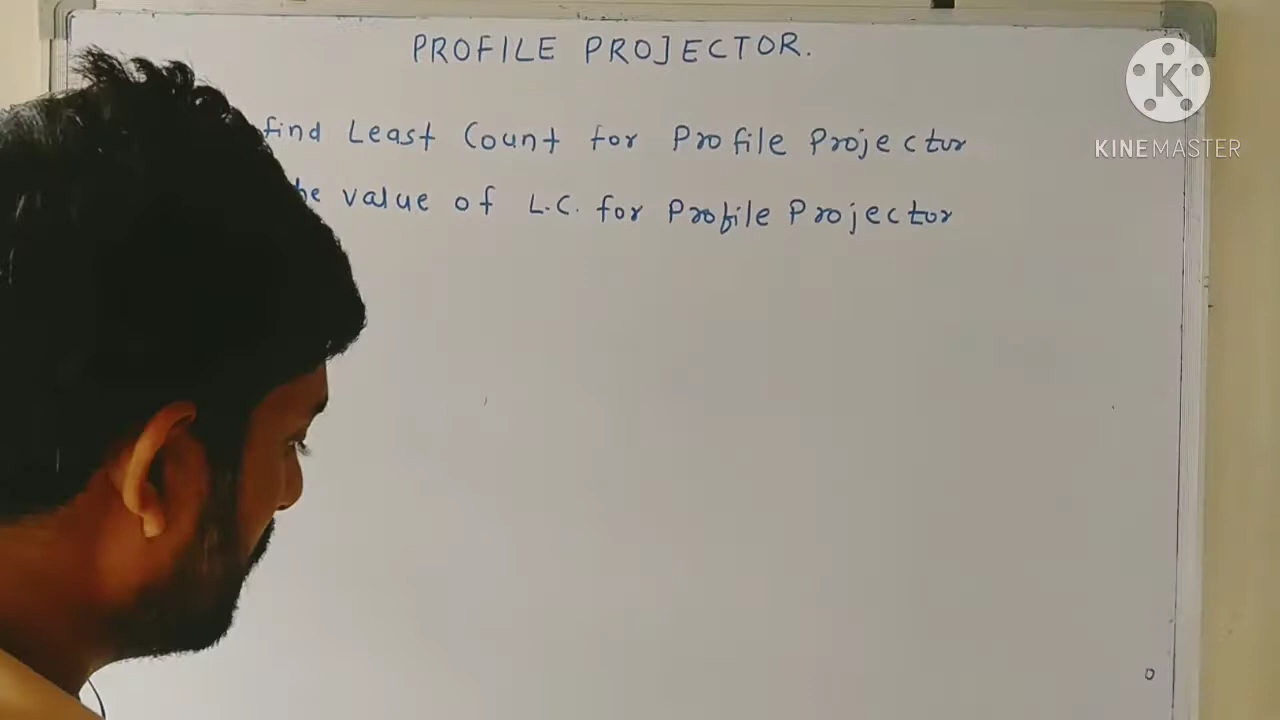 PROFILE PROJECTOR.
find Least Count for Profile Projector
value of L.C. for Profile Projector
K
KINEMASTER